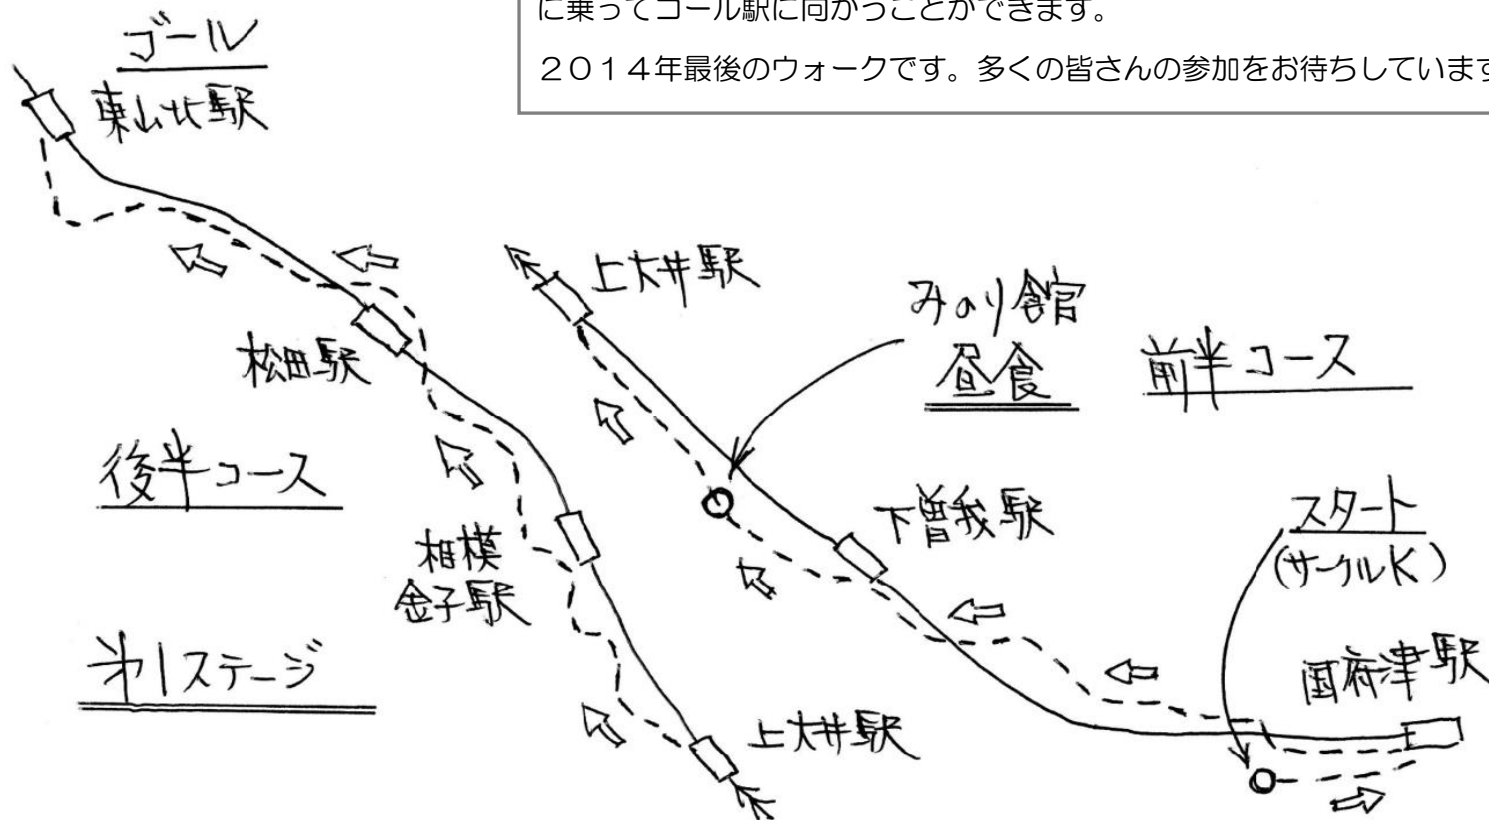 に乗ってゴール駅に向かうことができます。
２０１４年最後のウォークです。多くの皆さんの参加をお待ちしています
ゴール
東山北駅
上大井駅
みのり食官
昼食
前半コース
松田駅
後半コース
下曽我駅
スタート
(サークルK)
相模
金子駅
国府津駅
才1ステージ
上大井駅